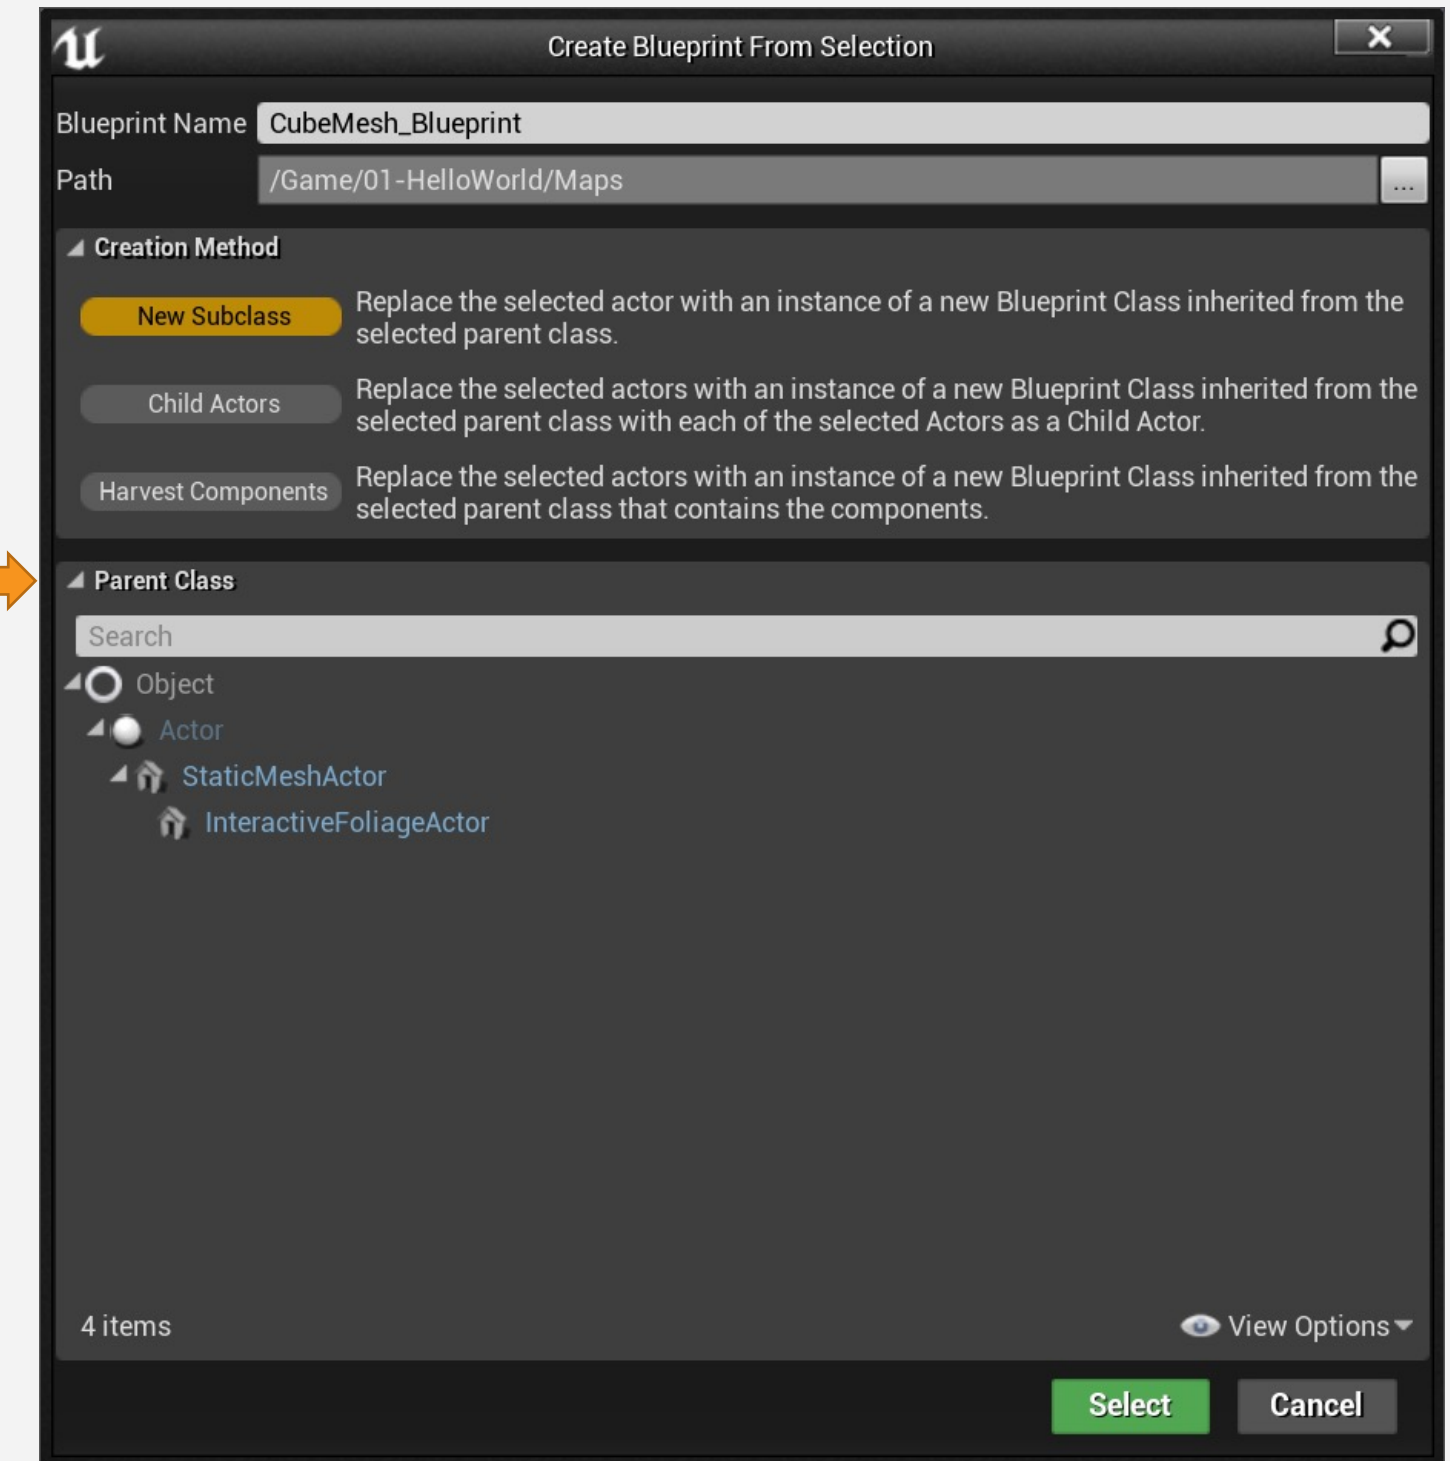 Create Blueprint From Selection
Blueprint Name CubeMesh_Blueprint
Path /Game/01-HelloWorld/Maps ...
Creation Method
New Subclass
Replace the selected actor with an instance of a new Blueprint Class inherited from the
selected parent class.
Child Actors
Replace the selected actors with an instance of a new Blueprint Class inherited from the
selected parent class with each of the selected Actors as a Child Actor.
Harvest Components
Replace the selected actors with an instance of a new Blueprint Class inherited from the
selected parent class that contains the components.
Parent Class
Search
Object
Actor
StaticMeshActor
InteractiveFoliageActor
4 items View Options
Select Cancel